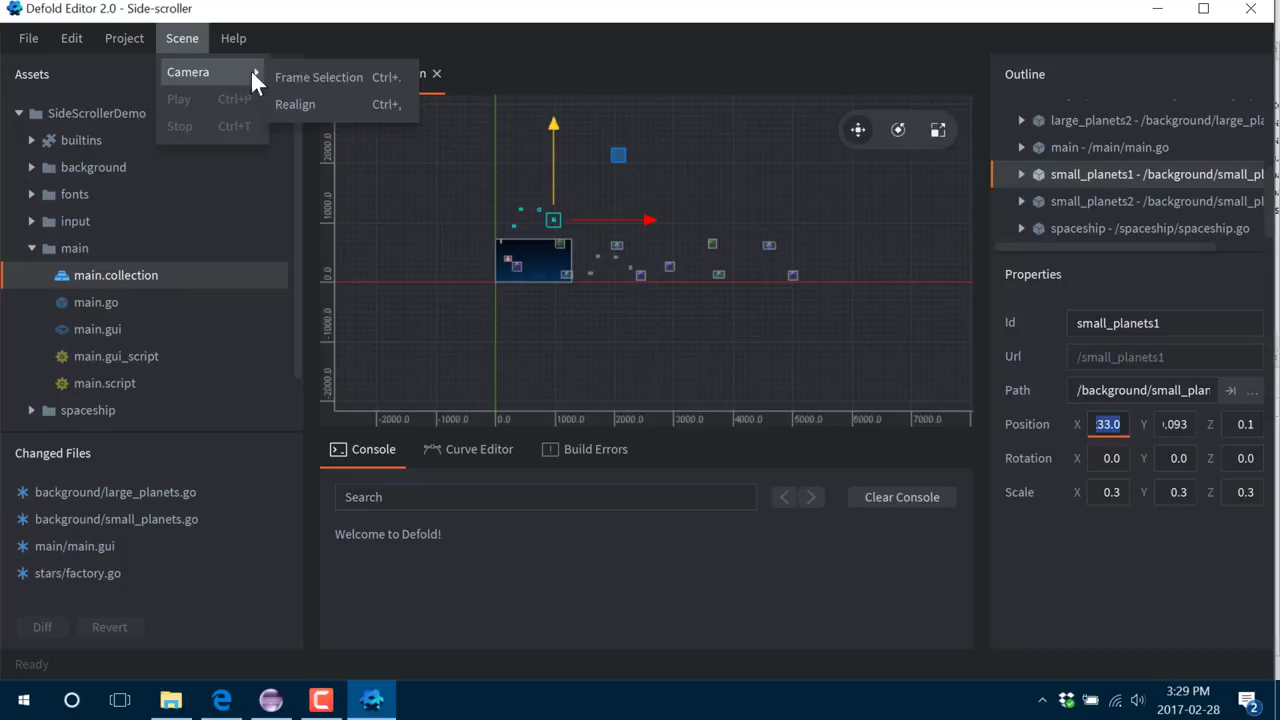 Defold Editor 2.0 - Side-scroller
File Edit Project Scene Help
Camera
Play Ctrl+P
Stop Ctrl+T
Frame Selection Ctrl+.
Realign Ctrl+,
Assets
SideScrollerDemo
builtins
background
fonts
input
main
main.collection
main.go
main.gui
main.gui_script
main.script
spaceship
Changed Files
background/large_planets.go
background/small_planets.go
main/main.gui
stars/factory.go
Diff Revert
Ready
n
2000.0
1000.0
0.0
-1000.0
-2000.0
-2000.0 -1000.0 0.0 1000.0 2000.0 3000.0 4000.0 5000.0 6000.0 7000.0
Console Curve Editor Build Errors
Search
Clear Console
Welcome to Defold!
Outline
large_planets2 - /background/large_pla
main - /main/main.go
small_planets1 - /background/small_pl
small_planets2 - /background/small_pl
spaceship - /spaceship/spaceship.go
Properties
Id small_planets1
Url /small_planets1
Path /background/small_plan ...
Position X 33.0 Y ,093 Z 0.1
Rotation X 0.0 Y 0.0 Z 0.0
Scale X 0.3 Y 0.3 Z 0.3
3:29 PM
2017-02-28
2